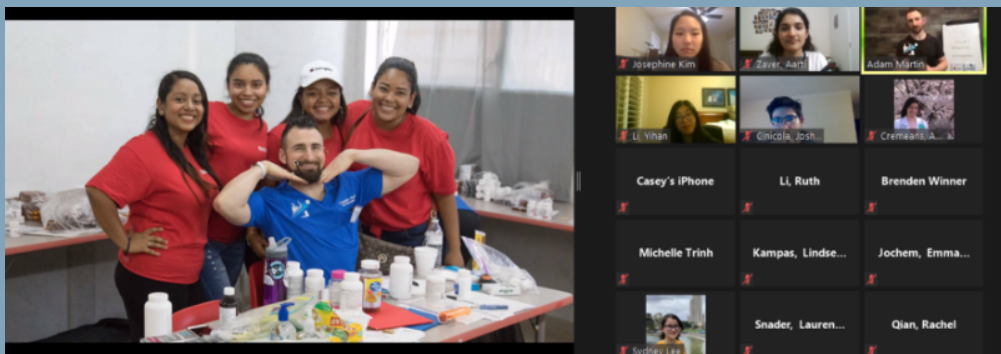 Josephine Kim
Zaver, Aarti
Adam Martin
Li, Yihan
Cinicola, Josh...
Cremeans, A...
Casey's iPhone
Li, Ruth
Brenden Winner
Michelle Trinh
Kampas, Lindse...
Jochem, Emma...
Sydney Lee
Snader, Lauren...
Qian, Rachel